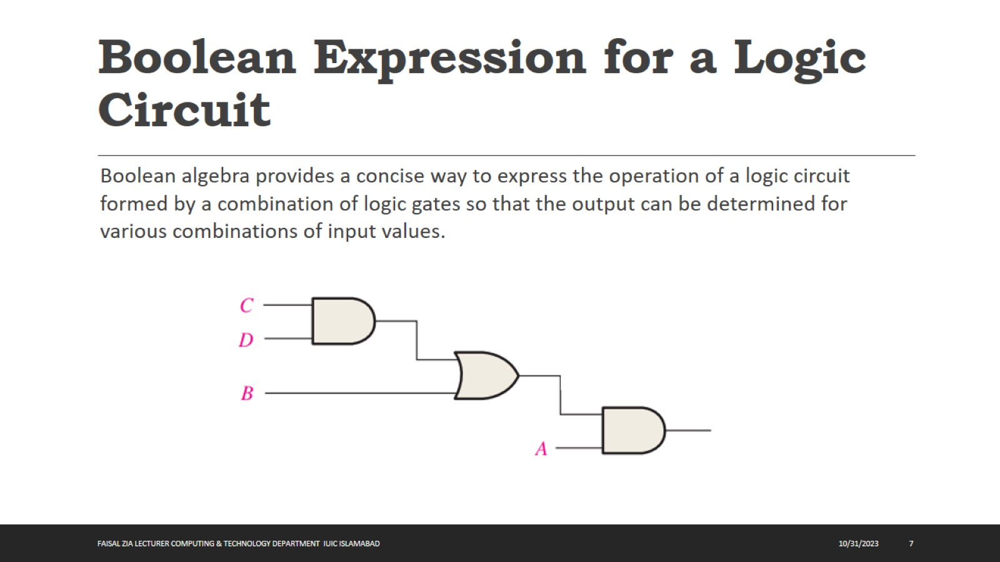 Boolean Expression for a Logic
Circuit
Boolean algebra provides a concise way to express the operation of a logic circuit
formed by a combination of logic gates so that the output can be determined for
various combinations of input values.
C
D
B
A
FAISAL ZIA LECTURER COMPUTING & TECHNOLOGY DEPARTMENT IUIC ISLAMABAD
10/31/2023
7